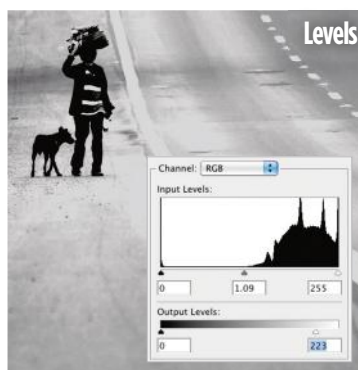 Levels
Channel: RGB
Input Levels:
0 1.09 255
Output Levels:
0 223